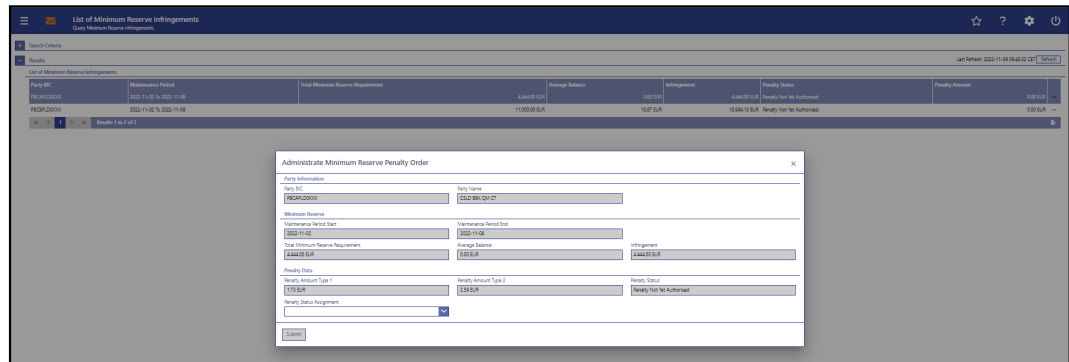 List of Minimum Reserve Infringements
Query Minimum Reserve Infringements
Search Criteria
Results
Last Refresh: 2022-11-09 09:45:32 CET Refresh
List of Minimum Reserve Infringements
Party BIC Maintenance Period Total Minimum Reserve Requirement Average Balance Infringement Penalty Status Penalty Amount
2022-11-02 To 2022-11-08 4,444.00 EUR 0.00 EUR 4,444.00 EUR Penalty Not Yet Authorised 0.00 EUR
2022-11-02 To 2022-11-08 11,000.00 EUR 15.87 EUR 10,984.13 EUR Penalty Not Yet Authorised 0.00 EUR
1 Results 1 to 2 of 2
Administrate Minimum Reserve Penalty Order
Party Information
Party BIC Party Name
CSLD BBK QM CT
Minimum Reserve
Maintenance Period Start Maintenance Period End
2022-11-02 2022-11-08
Total Minimum Reserve Requirement Average Balance Infringement
4,444.00 EUR 0.00 EUR 4,444.00 EUR
Penalty Data
Penalty Amount Type 1 Penalty Amount Type 2 Penalty Status
1.73 EUR 2.59 EUR Penalty Not Yet Authorised
Penalty Status Assignment
Submit